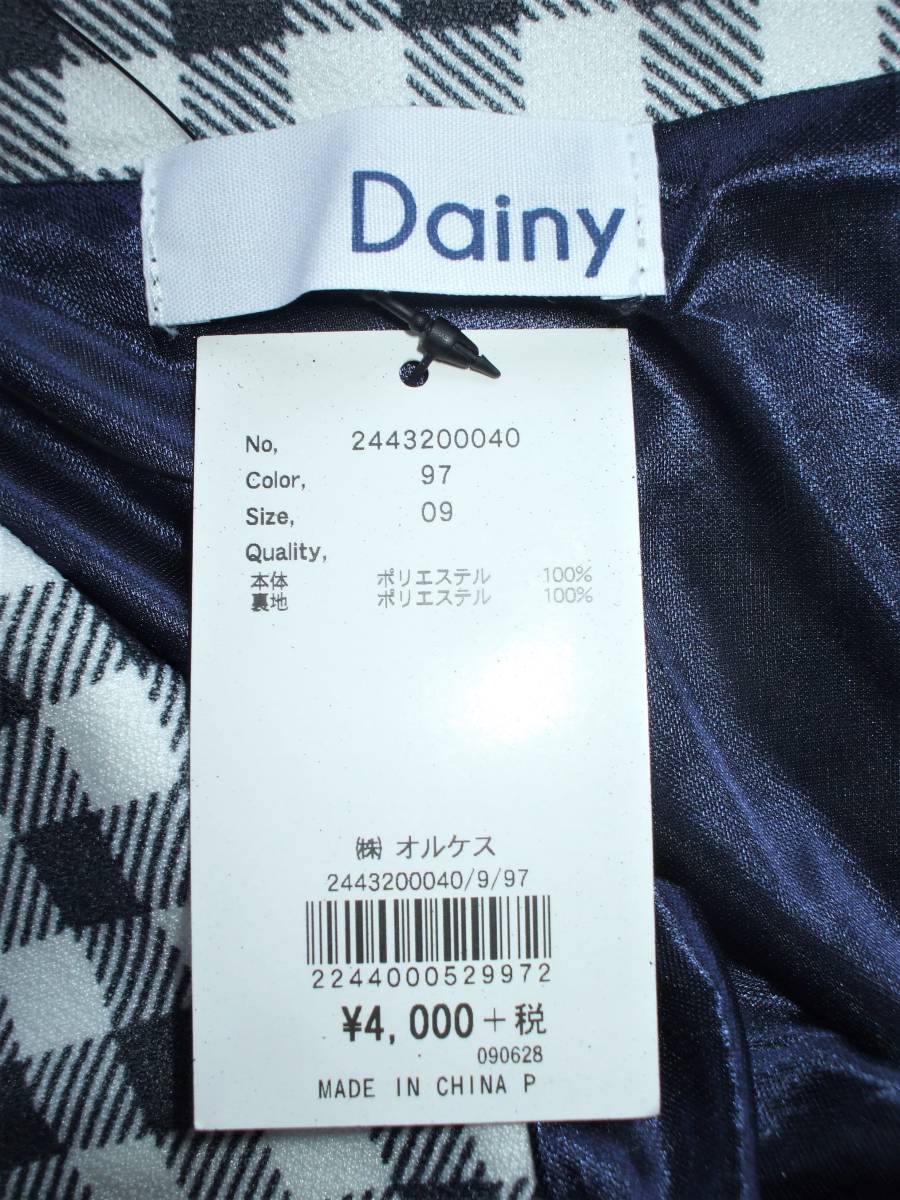 Dainy
No, 2443200040
Color, 97
Size, 09
Quality,
本体 ポリエステル 100%
裏地 ポリエステル 100%
㈱ オルケス
2443200040/9/97
2244000529972
¥4,000+税
090628
MADE IN CHINA P